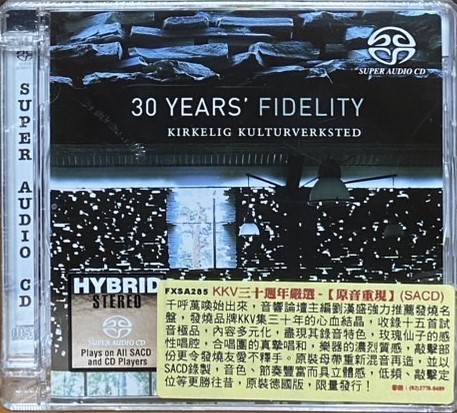 SUPER AUDIO CD
SUPER AUDIO CD
30 YEARS' FIDELITY
KIRKELIG KULTURVERKSTED
HYBRID
STEREO
SUPER AUDIO CD
Plays on All SACD
and CD Players
FXSA285 KKV三十週年嚴選-【原音重現】(SACD)
千呼萬喚始出來，音響論壇主編劉漢盛強力推薦發燒名
盤，發燒品牌KKV集三十年的心血結晶，收錄十五首試
音極品，內容多元化，盡現其錄音特色，玫瑰仙子的感
性唱腔，合唱團的真摯唱和，樂器的濃烈質感，敲擊部
份更令發燒友愛不釋手。原裝母帶重新混音再造，並以
SACD錄製，音色，節奏豐富而具立體感，低頻，敲擊定
位等更勝往昔，原裝德國版，限量發行！